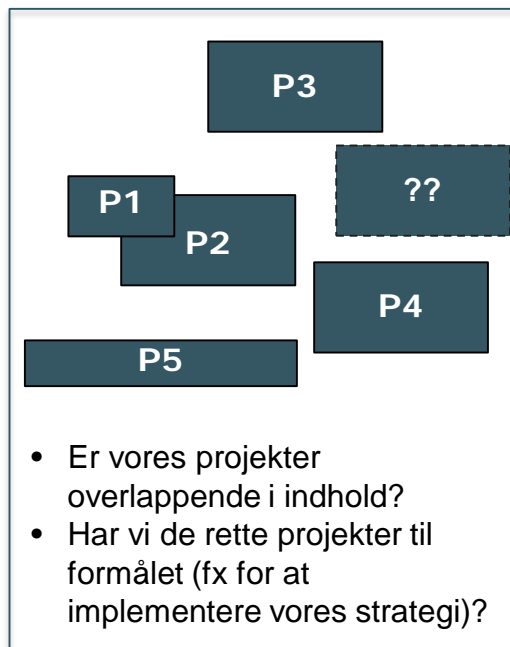 P3
??
P1
P2
P4
P5
• Er vores projekter
overlappende i indhold?
• Har vi de rette projekter til
formålet (fx for at
implementere vores strategi)?